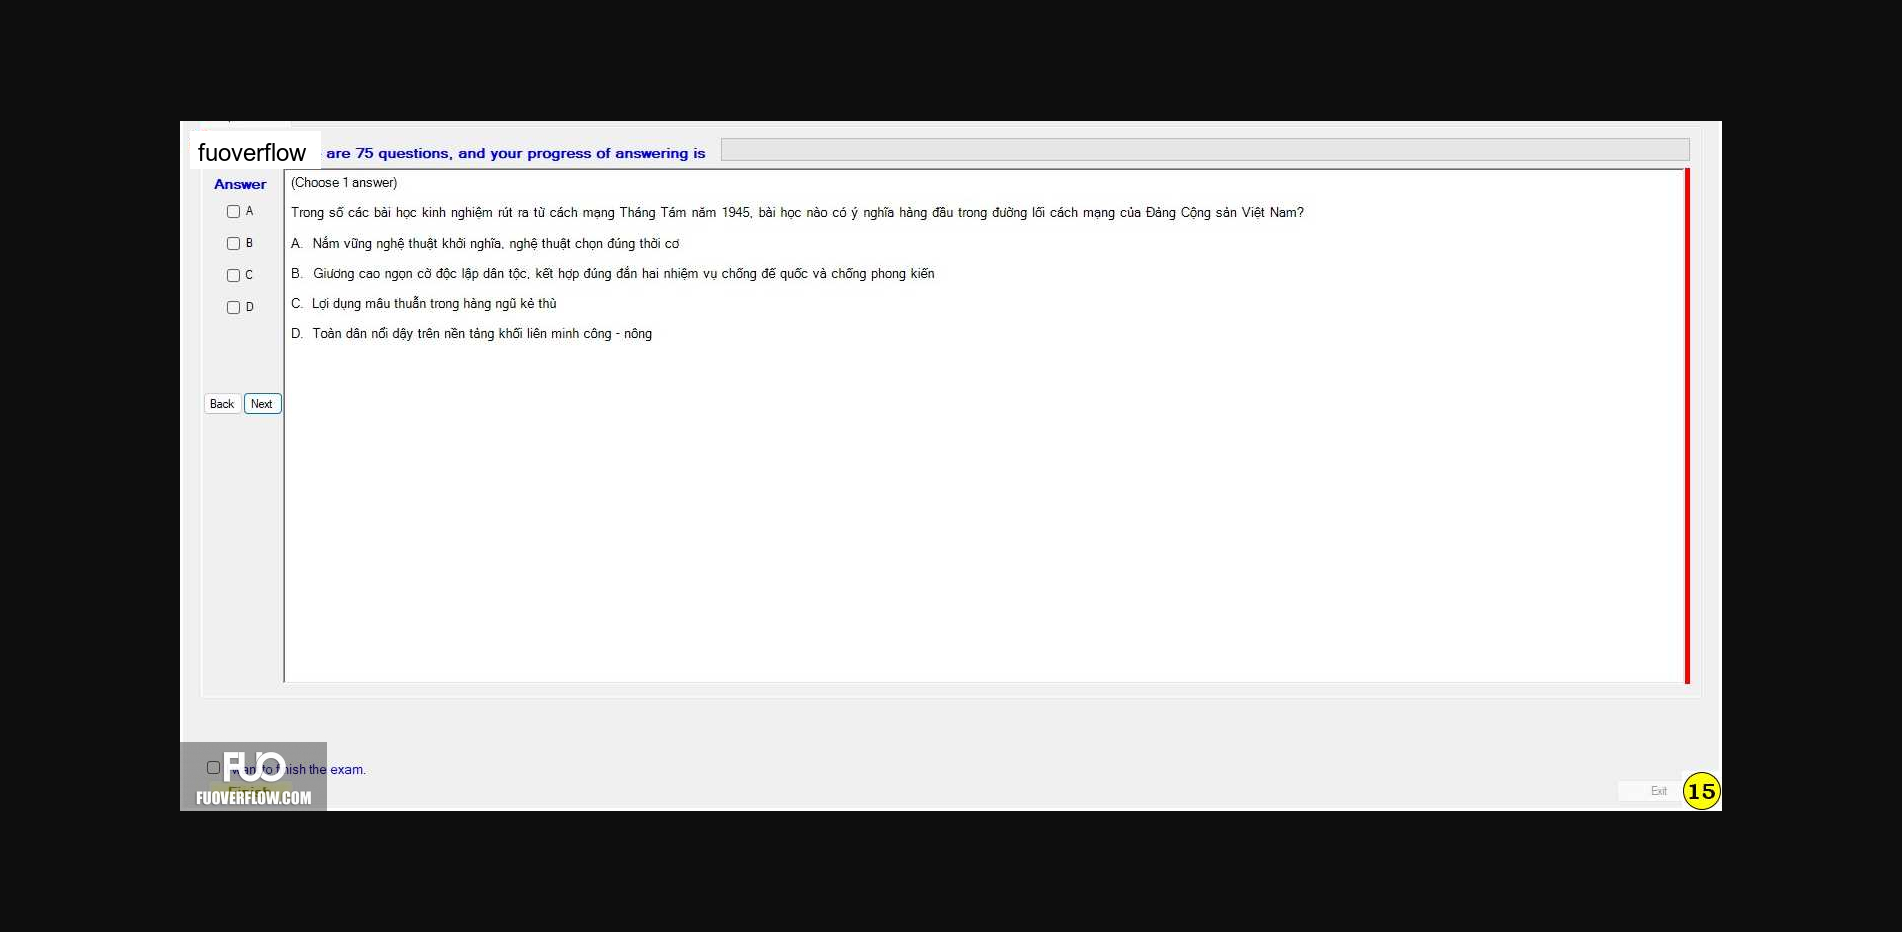 fuoverflow are 75 questions, and your progress of answering is
Answer
(Choose 1 answer)
A
Trong số các bài học kinh nghiệm rút ra từ cách mạng Tháng Tám năm 1945, bài học nào có ý nghĩa hàng đầu trong đường lối cách mạng của Đảng Cộng sản Việt Nam?
B
A. Nắm vững nghệ thuật khởi nghĩa, nghệ thuật chọn đúng thời cơ
C
B. Giương cao ngọn cờ độc lập dân tộc, kết hợp đúng đắn hai nhiệm vụ chống đế quốc và chống phong kiến
D
C. Lợi dụng mâu thuẫn trong hàng ngũ kẻ thù
D. Toàn dân nổi dậy trên nền tảng khối liên minh công - nông
Back Next
FUO
to finish the exam.
Finish
FUOVERFLOW.COM
Exit
15